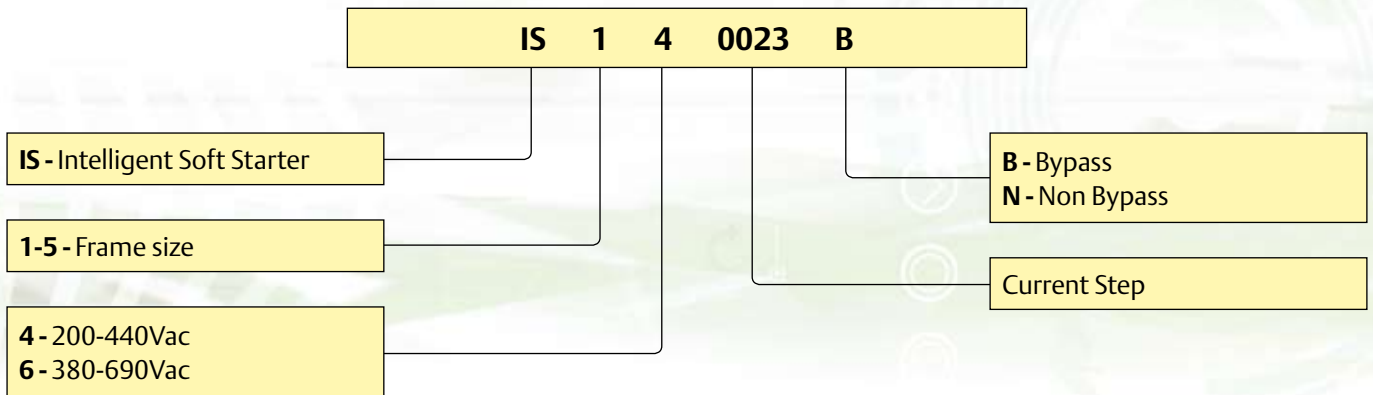 IS 1 4 0023 B
IS - Intelligent Soft Starter
1-5 - Frame size
4 - 200-440Vac
6 - 380-690Vac
B - Bypass
N - Non Bypass
Current Step